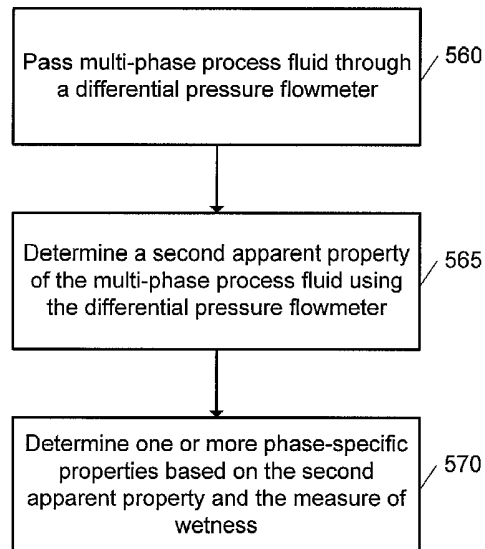 Pass multi-phase process fluid through
a differential pressure flowmeter
560
Determine a second apparent property
of the multi-phase process fluid using
the differential pressure flowmeter
565
Determine one or more phase-specific
properties based on the second
apparent property and the measure of
wetness
570